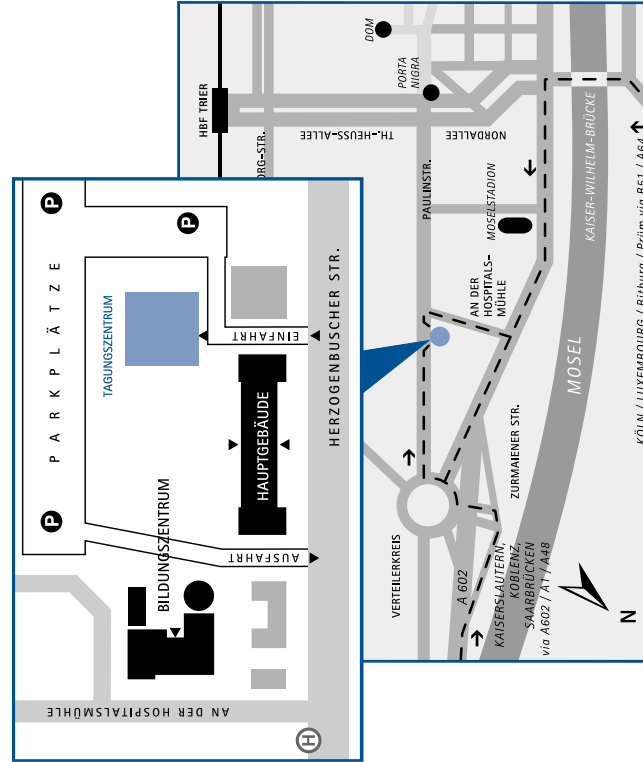 HBF TRIER
ORG-STR.
TH.-HEUSS-ALLEE
NORDALLEE
DOM
PORTA
NIGRA
PAULINSTR.
MOSELSTADION
AN DER
HOSPITALS-
MÜHLE
KAISER-WILHELM-BRÜCKE
MOSEL
ZURMAIENER STR.
VERTEILERKREIS
A 602
KAISERSLAUTERN,
KOBLENZ,
SAARBRÜCKEN
via A602 / A1 / A48
KÖLN / LUXEMBOURG / Bitburg / Prüm via B51 / A64
N
PARKPLÄTZE
P
P
P
TAGUNGSZENTRUM
EINFAHRT
HERZOGENBUSCHER STR.
HAUPTGEBÄUDE
BILDUNGSZENTRUM
AUSFAHRT
AN DER HOSPITALSMÜHLE
H